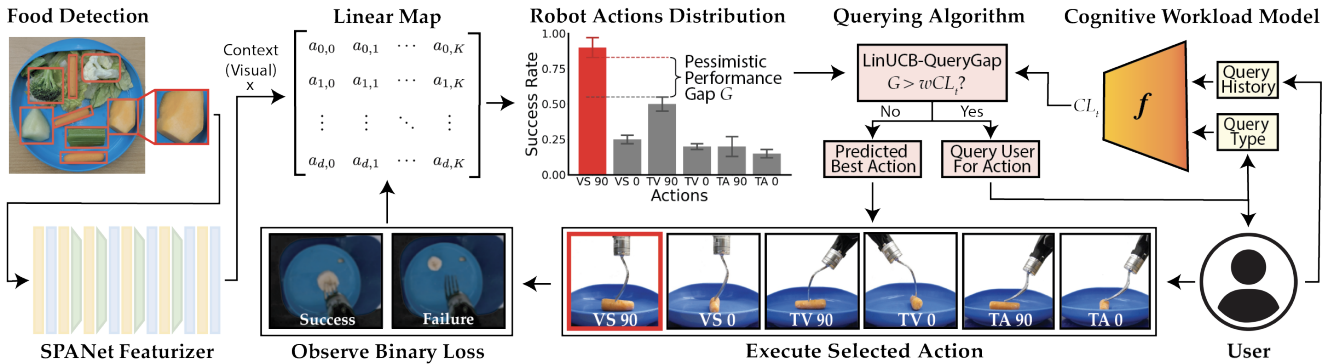 Food Detection
Linear Map
Robot Actions Distribution
Querying Algorithm
Cognitive Workload Model
Context
(Visual)
x
a0,0 a0,1 ⋯ a0,K
a1,0 a1,1 ⋯ a1,K
⋮ ⋮ ⋱ ⋮
ad,0 ad,1 ⋯ ad,K
Success Rate
1.00
0.75
0.50
0.25
0.00
VS 90 VS 0 TV 90 TV 0 TA 90 TA 0
Actions
Pessimistic
Performance
Gap G
LinUCB-QueryGap
G > wCLt?
No
Yes
Predicted
Best Action
Query User
For Action
CLt
f
Query
History
Query
Type
Success
Failure
VS 90
VS 0
TV 90
TV 0
TA 90
TA 0
SPANet Featurizer
Observe Binary Loss
Execute Selected Action
User